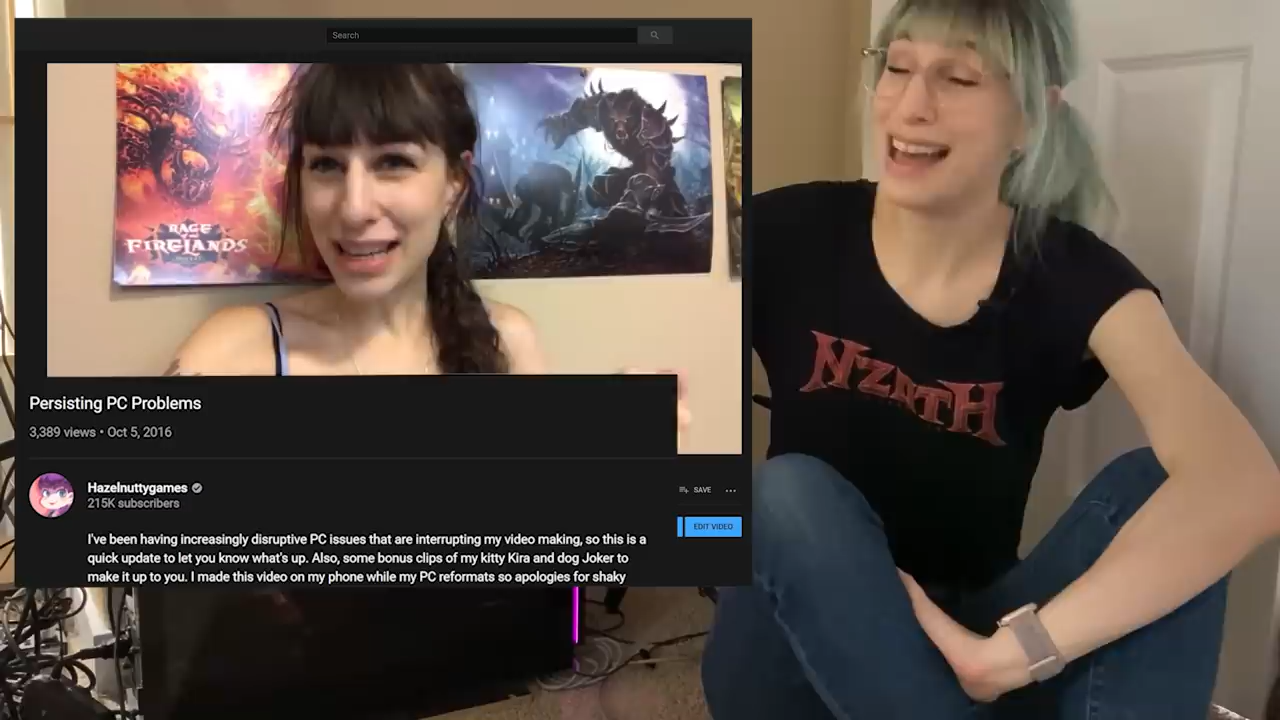 Search
RAGE
OF THE
FIRELANDS
Persisting PC Problems
3,389 views • Oct 5, 2016
Hazelnuttygames
215K subscribers
SAVE
EDIT VIDEO
I've been having increasingly disruptive PC issues that are interrupting my video making, so this is a
quick update to let you know what's up. Also, some bonus clips of my kitty Kira and dog Joker to
make it up to you. I made this video on my phone while my PC reformats so apologies for shaky
N'ZATH